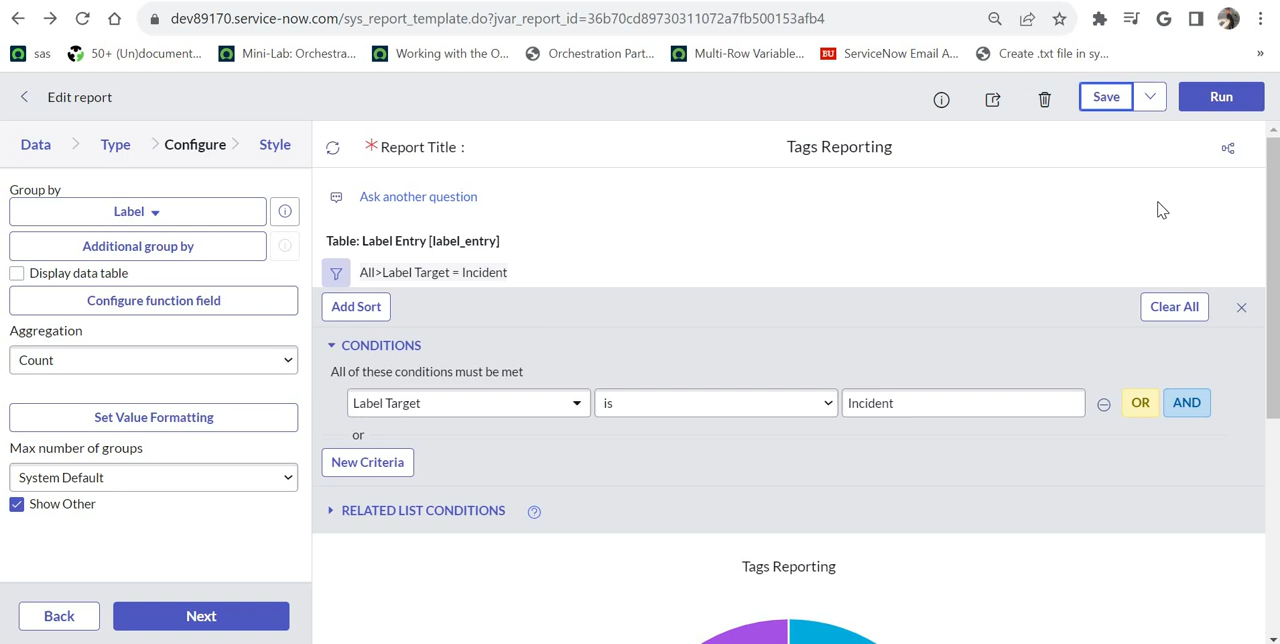 dev89170.service-now.com/sys_report_template.do?jvar_report_id=36b70cd89730311072a7fb500153afb4
sas 50+ (Un)document... Mini-Lab: Orchestra... Working with the O... Orchestration Part... Multi-Row Variable... BU ServiceNow Email A... Create .txt file in sy... »
Edit report Save Run
Data Type Configure Style
* Report Title : Tags Reporting
Group by
Label
Additional group by
Display data table
Configure function field
Aggregation
Count
Set Value Formatting
Max number of groups
System Default
Show Other
Back Next
Ask another question
Table: Label Entry [label_entry]
All>Label Target = Incident
Add Sort Clear All
CONDITIONS
All of these conditions must be met
Label Target is Incident OR AND
or
New Criteria
RELATED LIST CONDITIONS
Tags Reporting